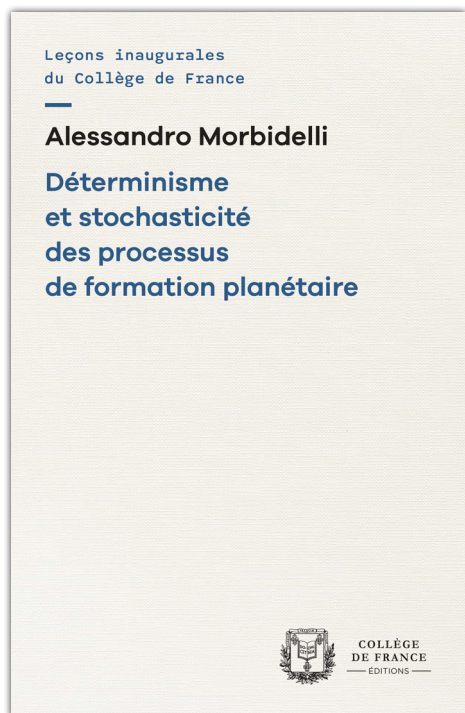 Leçons inaugurales
du Collège de France
Alessandro Morbidelli
Déterminisme
et stochasticité
des processus
de formation planétaire
COLLÈGE
DE FRANCE
ÉDITIONS